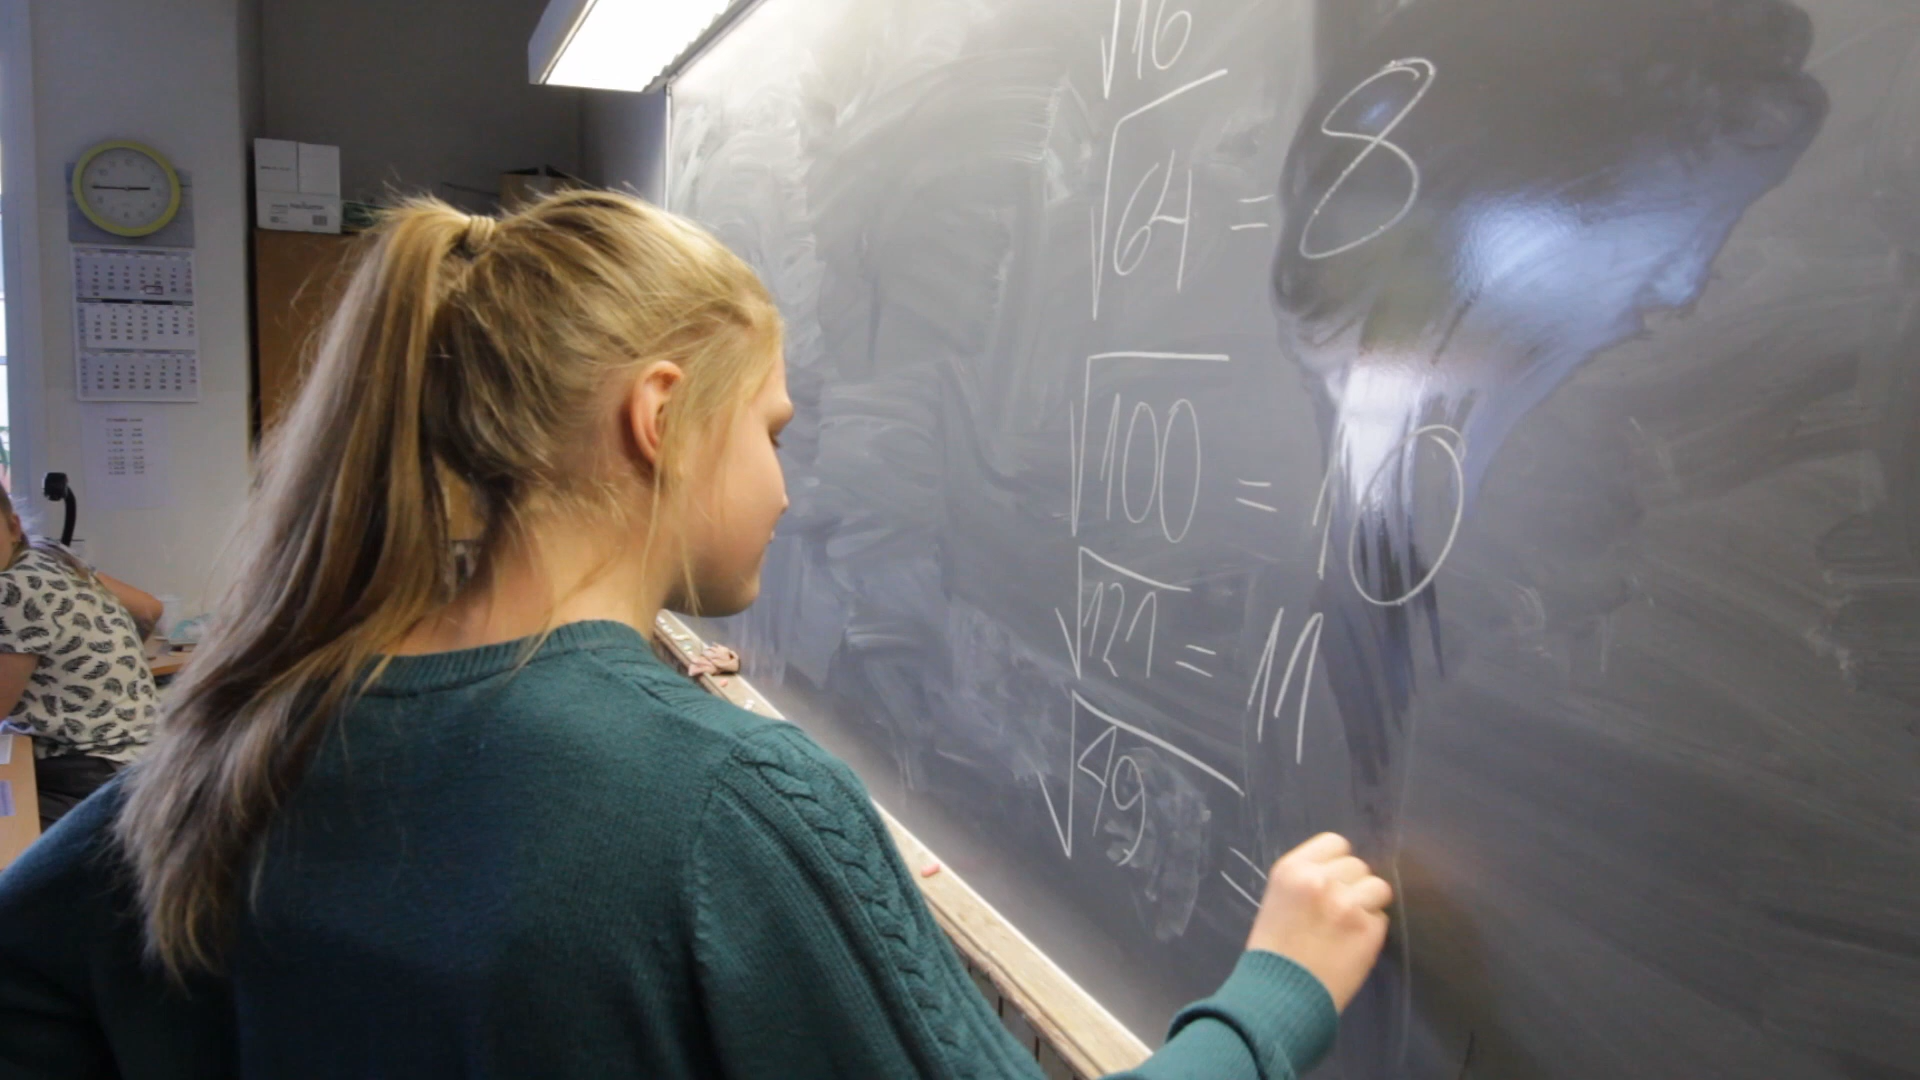 √16
√64 = 8
√100 = 10
√121 = 11
√49 =